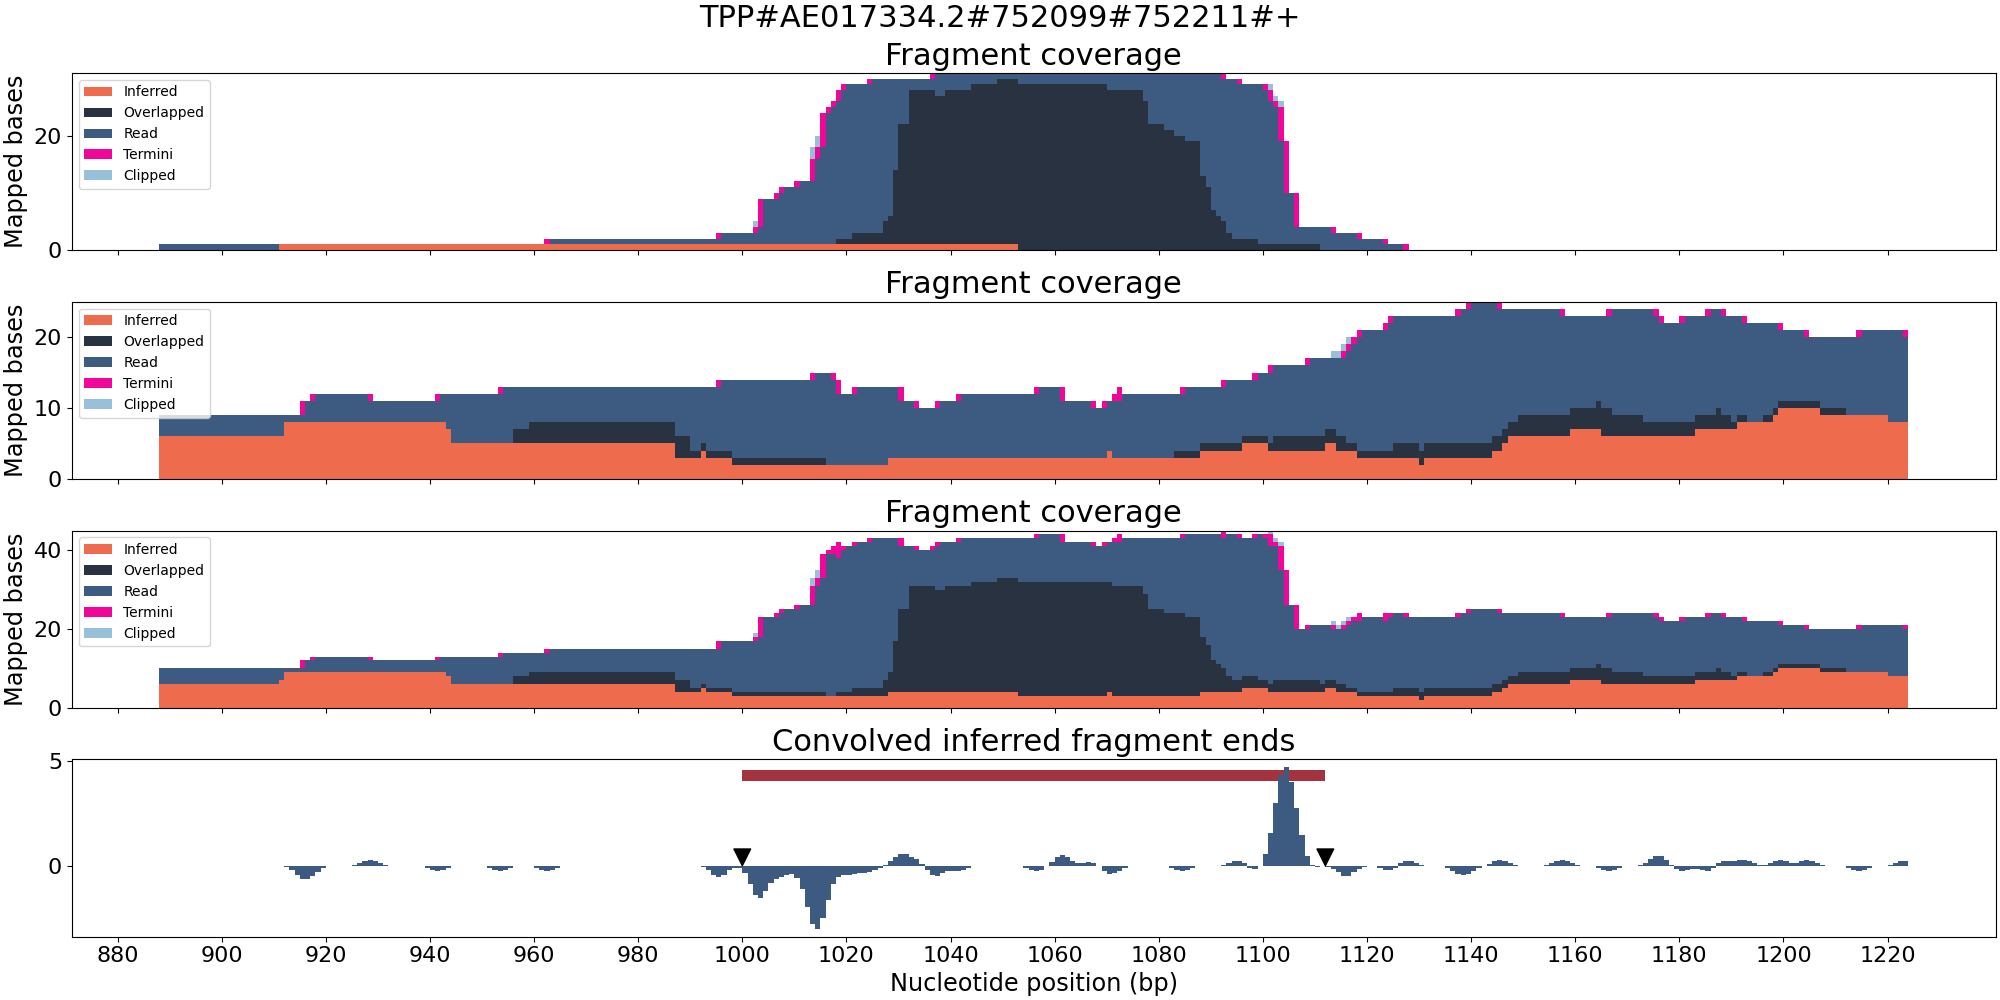 TPP#AE017334.2#752099#752211#+
Fragment coverage
Mapped bases
20
0
Inferred
Overlapped
Read
Termini
Clipped
Fragment coverage
Mapped bases
20
10
0
Inferred
Overlapped
Read
Termini
Clipped
Fragment coverage
Mapped bases
40
20
0
Inferred
Overlapped
Read
Termini
Clipped
Convolved inferred fragment ends
5
0
880 900 920 940 960 980 1000 1020 1040 1060 1080 1100 1120 1140 1160 1180 1200 1220
Nucleotide position (bp)